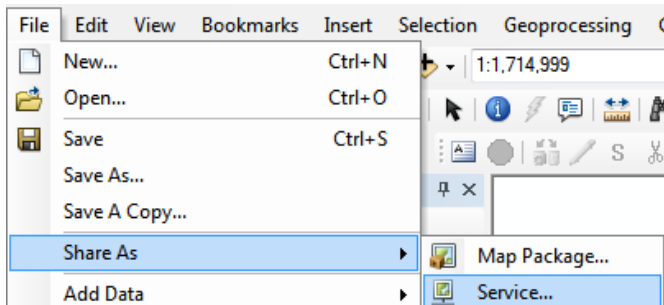 File Edit View Bookmarks Insert Selection Geoprocessing
New... Ctrl+N
1:1,714,999
Open... Ctrl+O
Save Ctrl+S
Save As...
Save A Copy...
Share As
Map Package...
Add Data
Service...